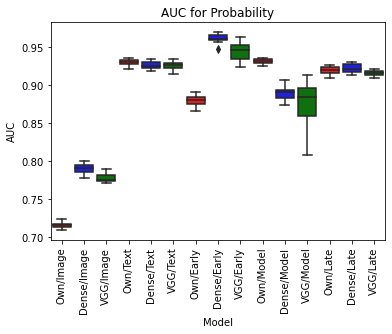 AUC for Probability
AUC
0.95
0.90
0.85
0.80
0.75
0.70
Own/Image
Dense/Image
VGG/Image
Own/Text
Dense/Text
VGG/Text
Own/Early
Dense/Early
VGG/Early
Own/Model
Dense/Model
VGG/Model
Own/Late
Dense/Late
VGG/Late
Model